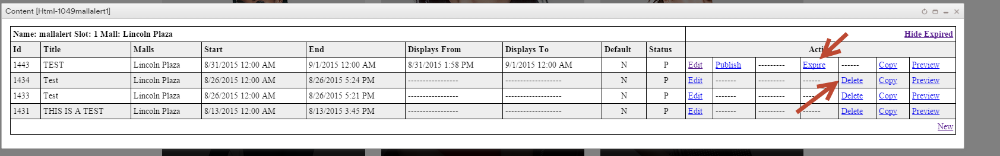 Content [Html-1049mallalert1]
Name: mallalert Slot: 1 Mall: Lincoln Plaza Hide Expired
Id Title Malls Start End Displays From Displays To Default Status Acti
1443 TEST Lincoln Plaza 8/31/2015 12:00 AM 9/1/2015 12:00 AM 8/31/2015 1:58 PM 9/1/2015 12:00 AM N P Edit Publish --------- Expire ------ Copy Preview
1434 Test Lincoln Plaza 8/26/2015 12:00 AM 8/26/2015 5:24 PM ---------------- ------------------ N P Edit ------- --------- ------ Delete Copy Preview
1433 Test Lincoln Plaza 8/26/2015 12:00 AM 8/26/2015 5:21 PM ---------------- ------------------ N P Edit ------- --------- ------ Delete Copy Preview
1431 THIS IS A TEST Lincoln Plaza 8/13/2015 12:00 AM 8/13/2015 3:45 PM ---------------- ------------------ N P Edit ------- --------- ------ Delete Copy Preview
New